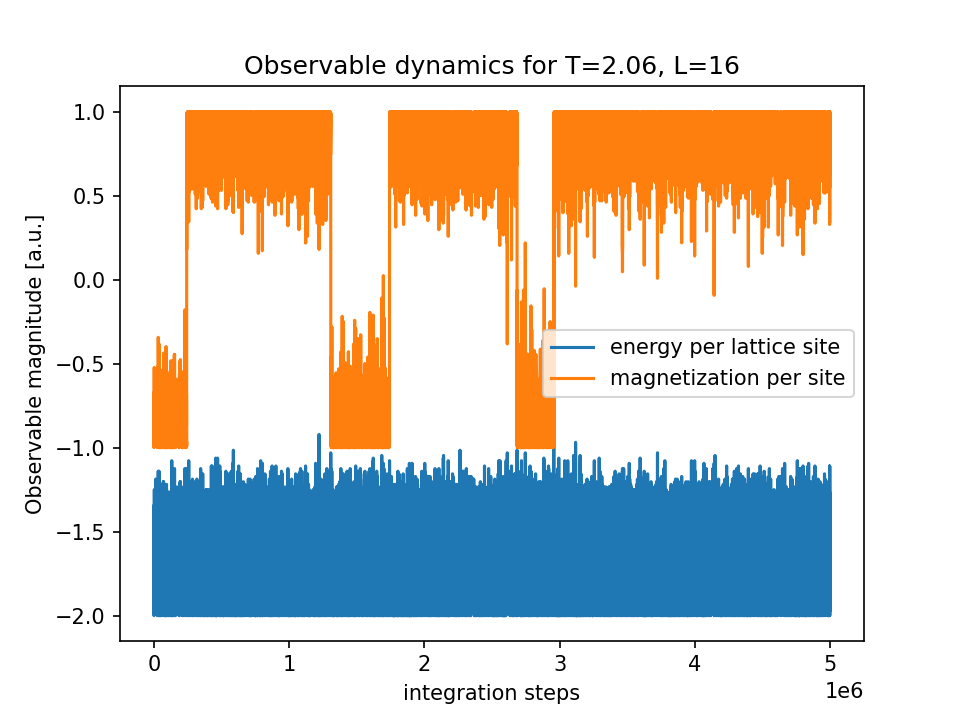 Observable dynamics for T=2.06, L=16
Observable magnitude [a.u.]
1.0
0.5
0.0
−0.5
−1.0
−1.5
−2.0
energy per lattice site
magnetization per site
0 1 2 3 4 5
1e6
integration steps